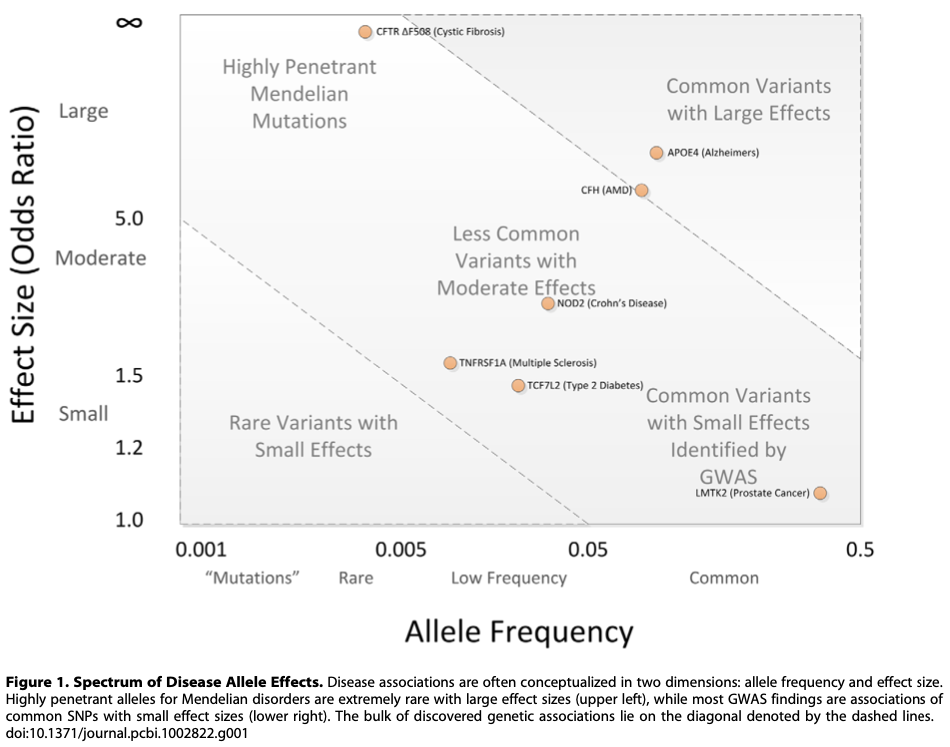 ∞
CFTR ΔF508 (Cystic Fibrosis)
Highly Penetrant
Mendelian
Mutations
Common Variants
with Large Effects
Large
APOE4 (Alzheimers)
CFH (AMD)
5.0
Less Common
Variants with
Moderate Effects
Moderate
NOD2 (Crohn's Disease)
Effect Size (Odds Ratio)
TNFRSF1A (Multiple Sclerosis)
1.5
TCF7L2 (Type 2 Diabetes)
Common Variants
with Small Effects
Identified by
GWAS
Small
Rare Variants with
Small Effects
1.2
LMTK2 (Prostate Cancer)
1.0
0.001 0.005 0.05 0.5
“Mutations” Rare Low Frequency Common
Allele Frequency
Figure 1. Spectrum of Disease Allele Effects. Disease associations are often conceptualized in two dimensions: allele frequency and effect size.
Highly penetrant alleles for Mendelian disorders are extremely rare with large effect sizes (upper left), while most GWAS findings are associations of
common SNPs with small effect sizes (lower right). The bulk of discovered genetic associations lie on the diagonal denoted by the dashed lines.
doi:10.1371/journal.pcbi.1002822.g001